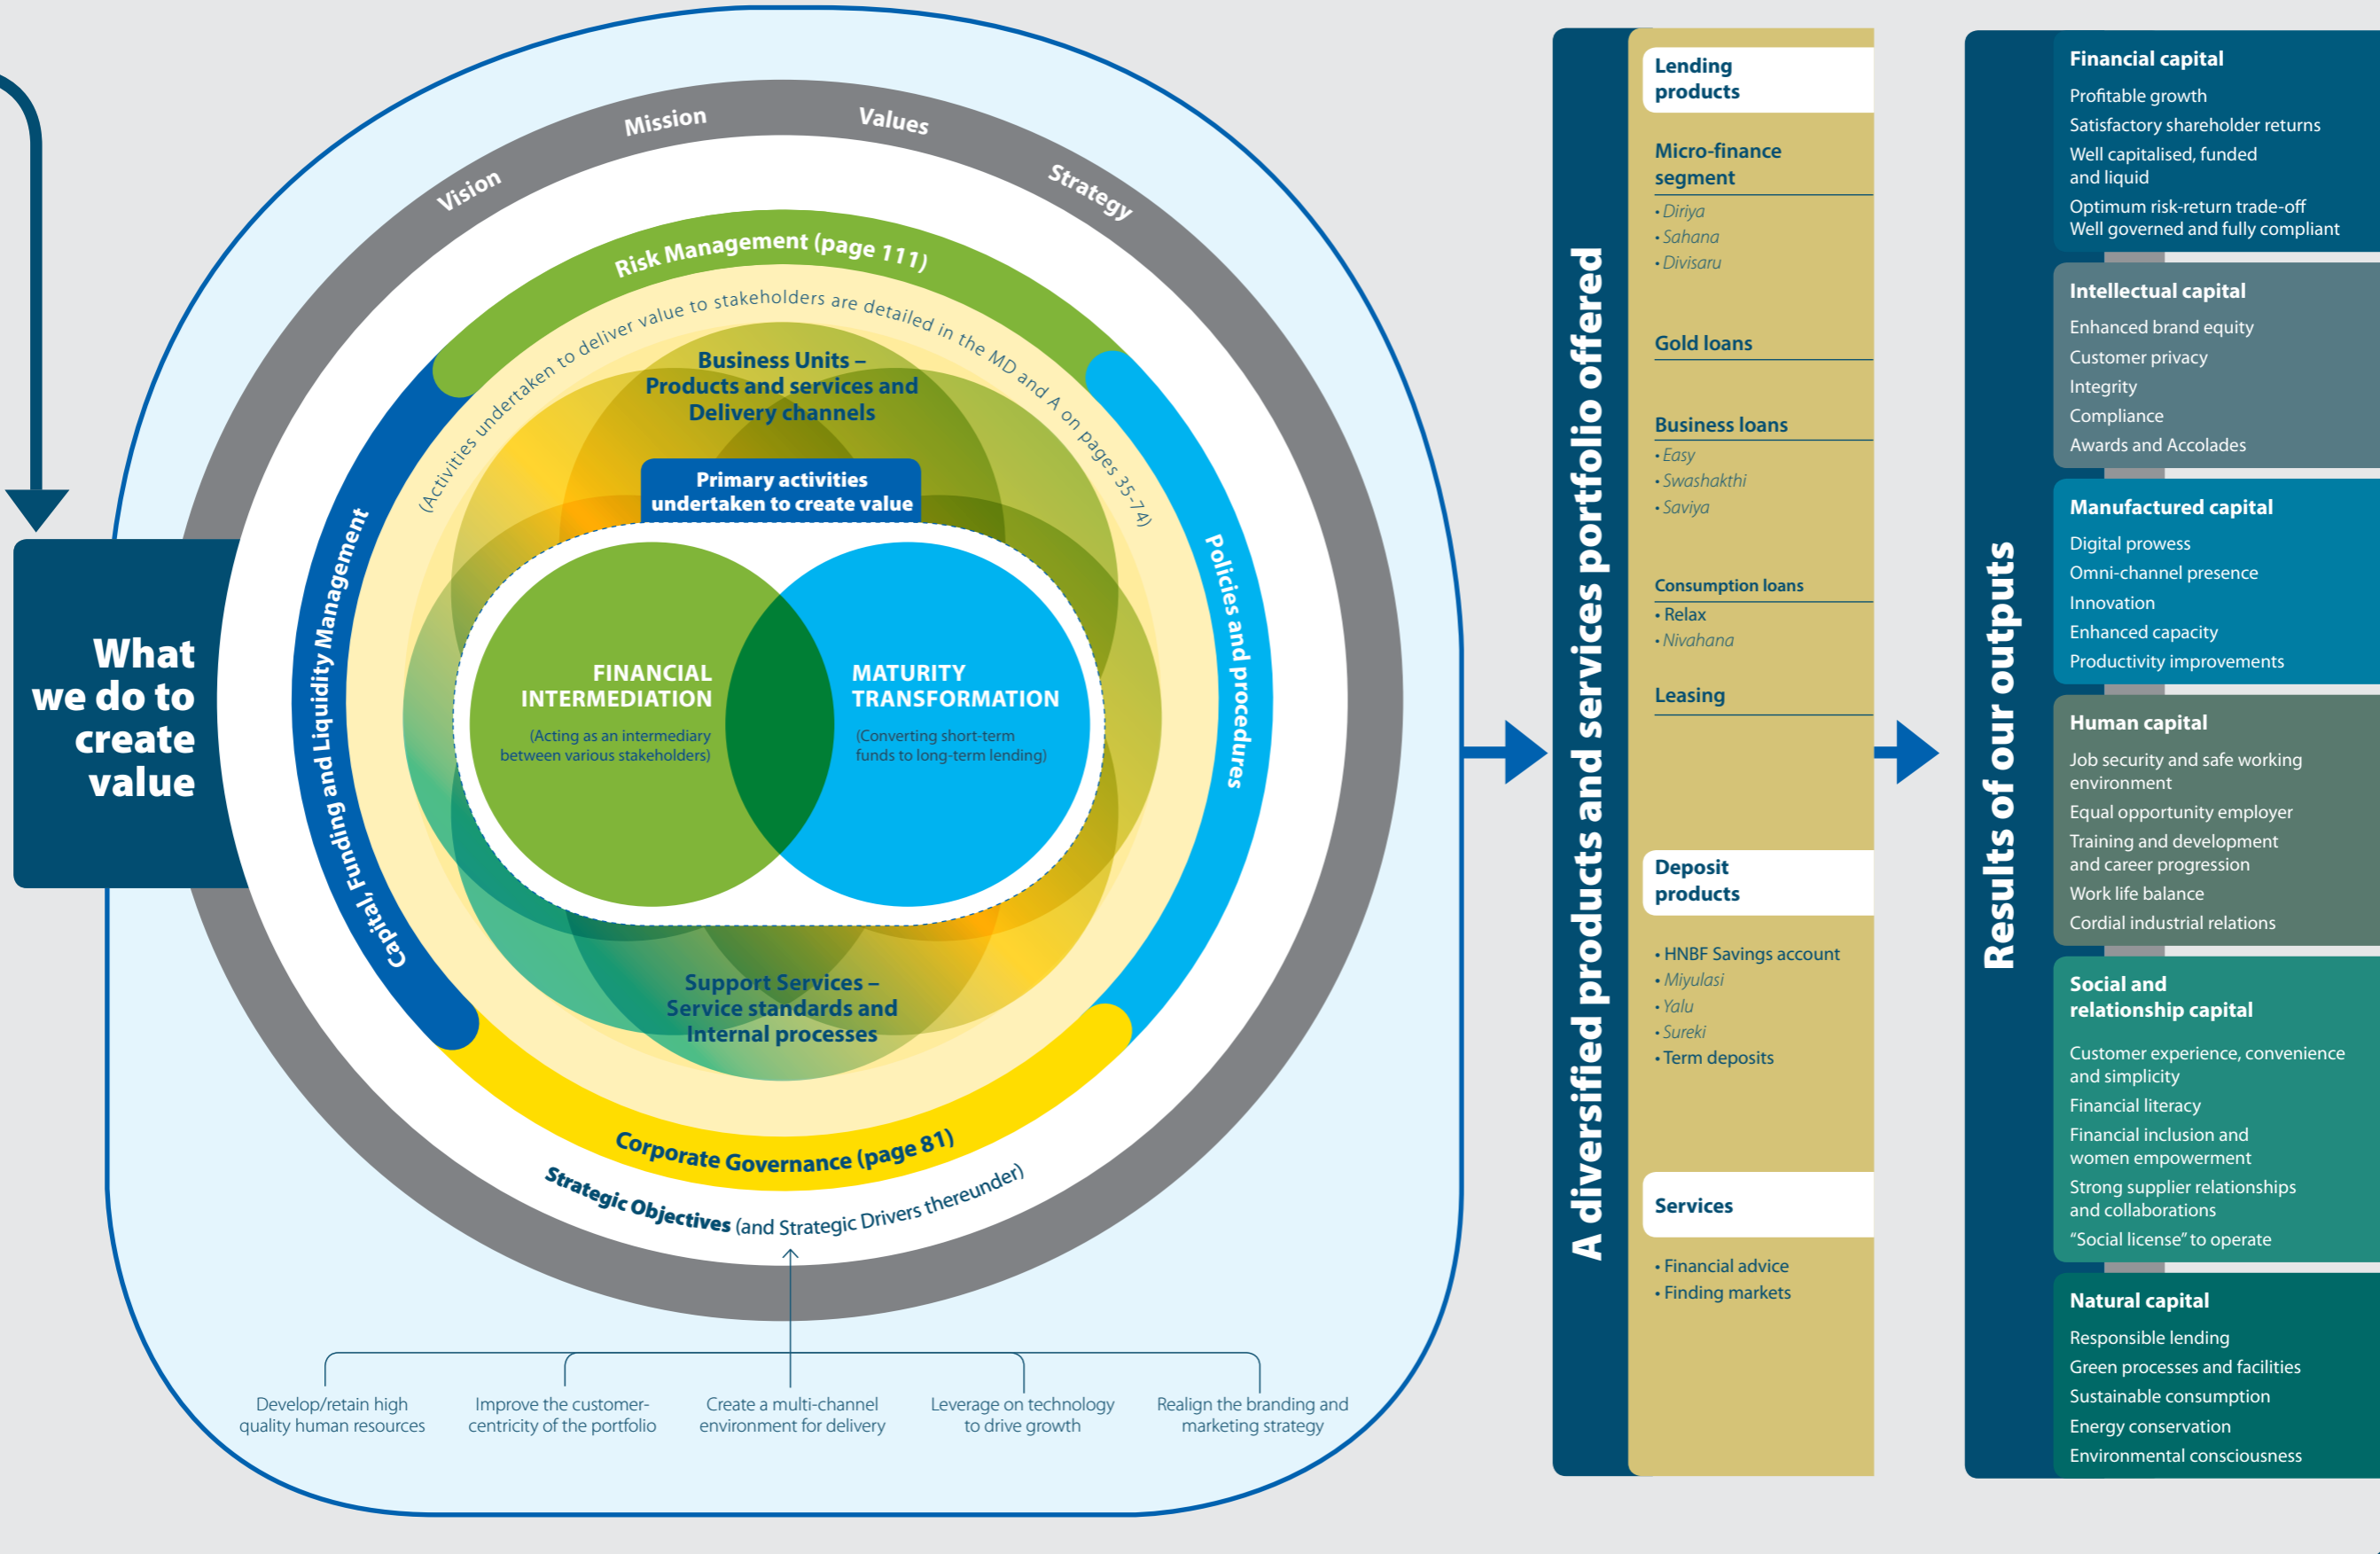 What
we do to
create
value
Vision
Mission
Values
Strategy
Risk Management (page 111)
(Activities undertaken to deliver value to stakeholders are detailed in the MD and A on pages 35-74)
Capital, Funding and Liquidity Management
Policies and procedures
Business Units –
Products and services and
Delivery channels
Primary activities
undertaken to create value
FINANCIAL
INTERMEDIATION
(Acting as an intermediary
between various stakeholders)
MATURITY
TRANSFORMATION
(Converting short-term
funds to long-term lending)
Support Services –
Service standards and
Internal processes
Corporate Governance (page 81)
Strategic Objectives (and Strategic Drivers thereunder)
Develop/retain high
quality human resources
Improve the customer-
centricity of the portfolio
Create a multi-channel
environment for delivery
Leverage on technology
to drive growth
Realign the branding and
marketing strategy
A diversified products and services portfolio offered
Lending
products
Micro-finance
segment
• Diriya
• Sahana
• Divisaru
Gold loans
Business loans
• Easy
• Swashakthi
• Saviya
Consumption loans
• Relax
• Nivahana
Leasing
Deposit
products
• HNBF Savings account
• Miyulasi
• Yalu
• Sureki
• Term deposits
Services
• Financial advice
• Finding markets
Results of our outputs
Financial capital
Profitable growth
Satisfactory shareholder returns
Well capitalised, funded
and liquid
Optimum risk-return trade-off
Well governed and fully compliant
Intellectual capital
Enhanced brand equity
Customer privacy
Integrity
Compliance
Awards and Accolades
Manufactured capital
Digital prowess
Omni-channel presence
Innovation
Enhanced capacity
Productivity improvements
Human capital
Job security and safe working
environment
Equal opportunity employer
Training and development
and career progression
Work life balance
Cordial industrial relations
Social and
relationship capital
Customer experience, convenience
and simplicity
Financial literacy
Financial inclusion and
women empowerment
Strong supplier relationships
and collaborations
“Social license” to operate
Natural capital
Responsible lending
Green processes and facilities
Sustainable consumption
Energy conservation
Environmental consciousness